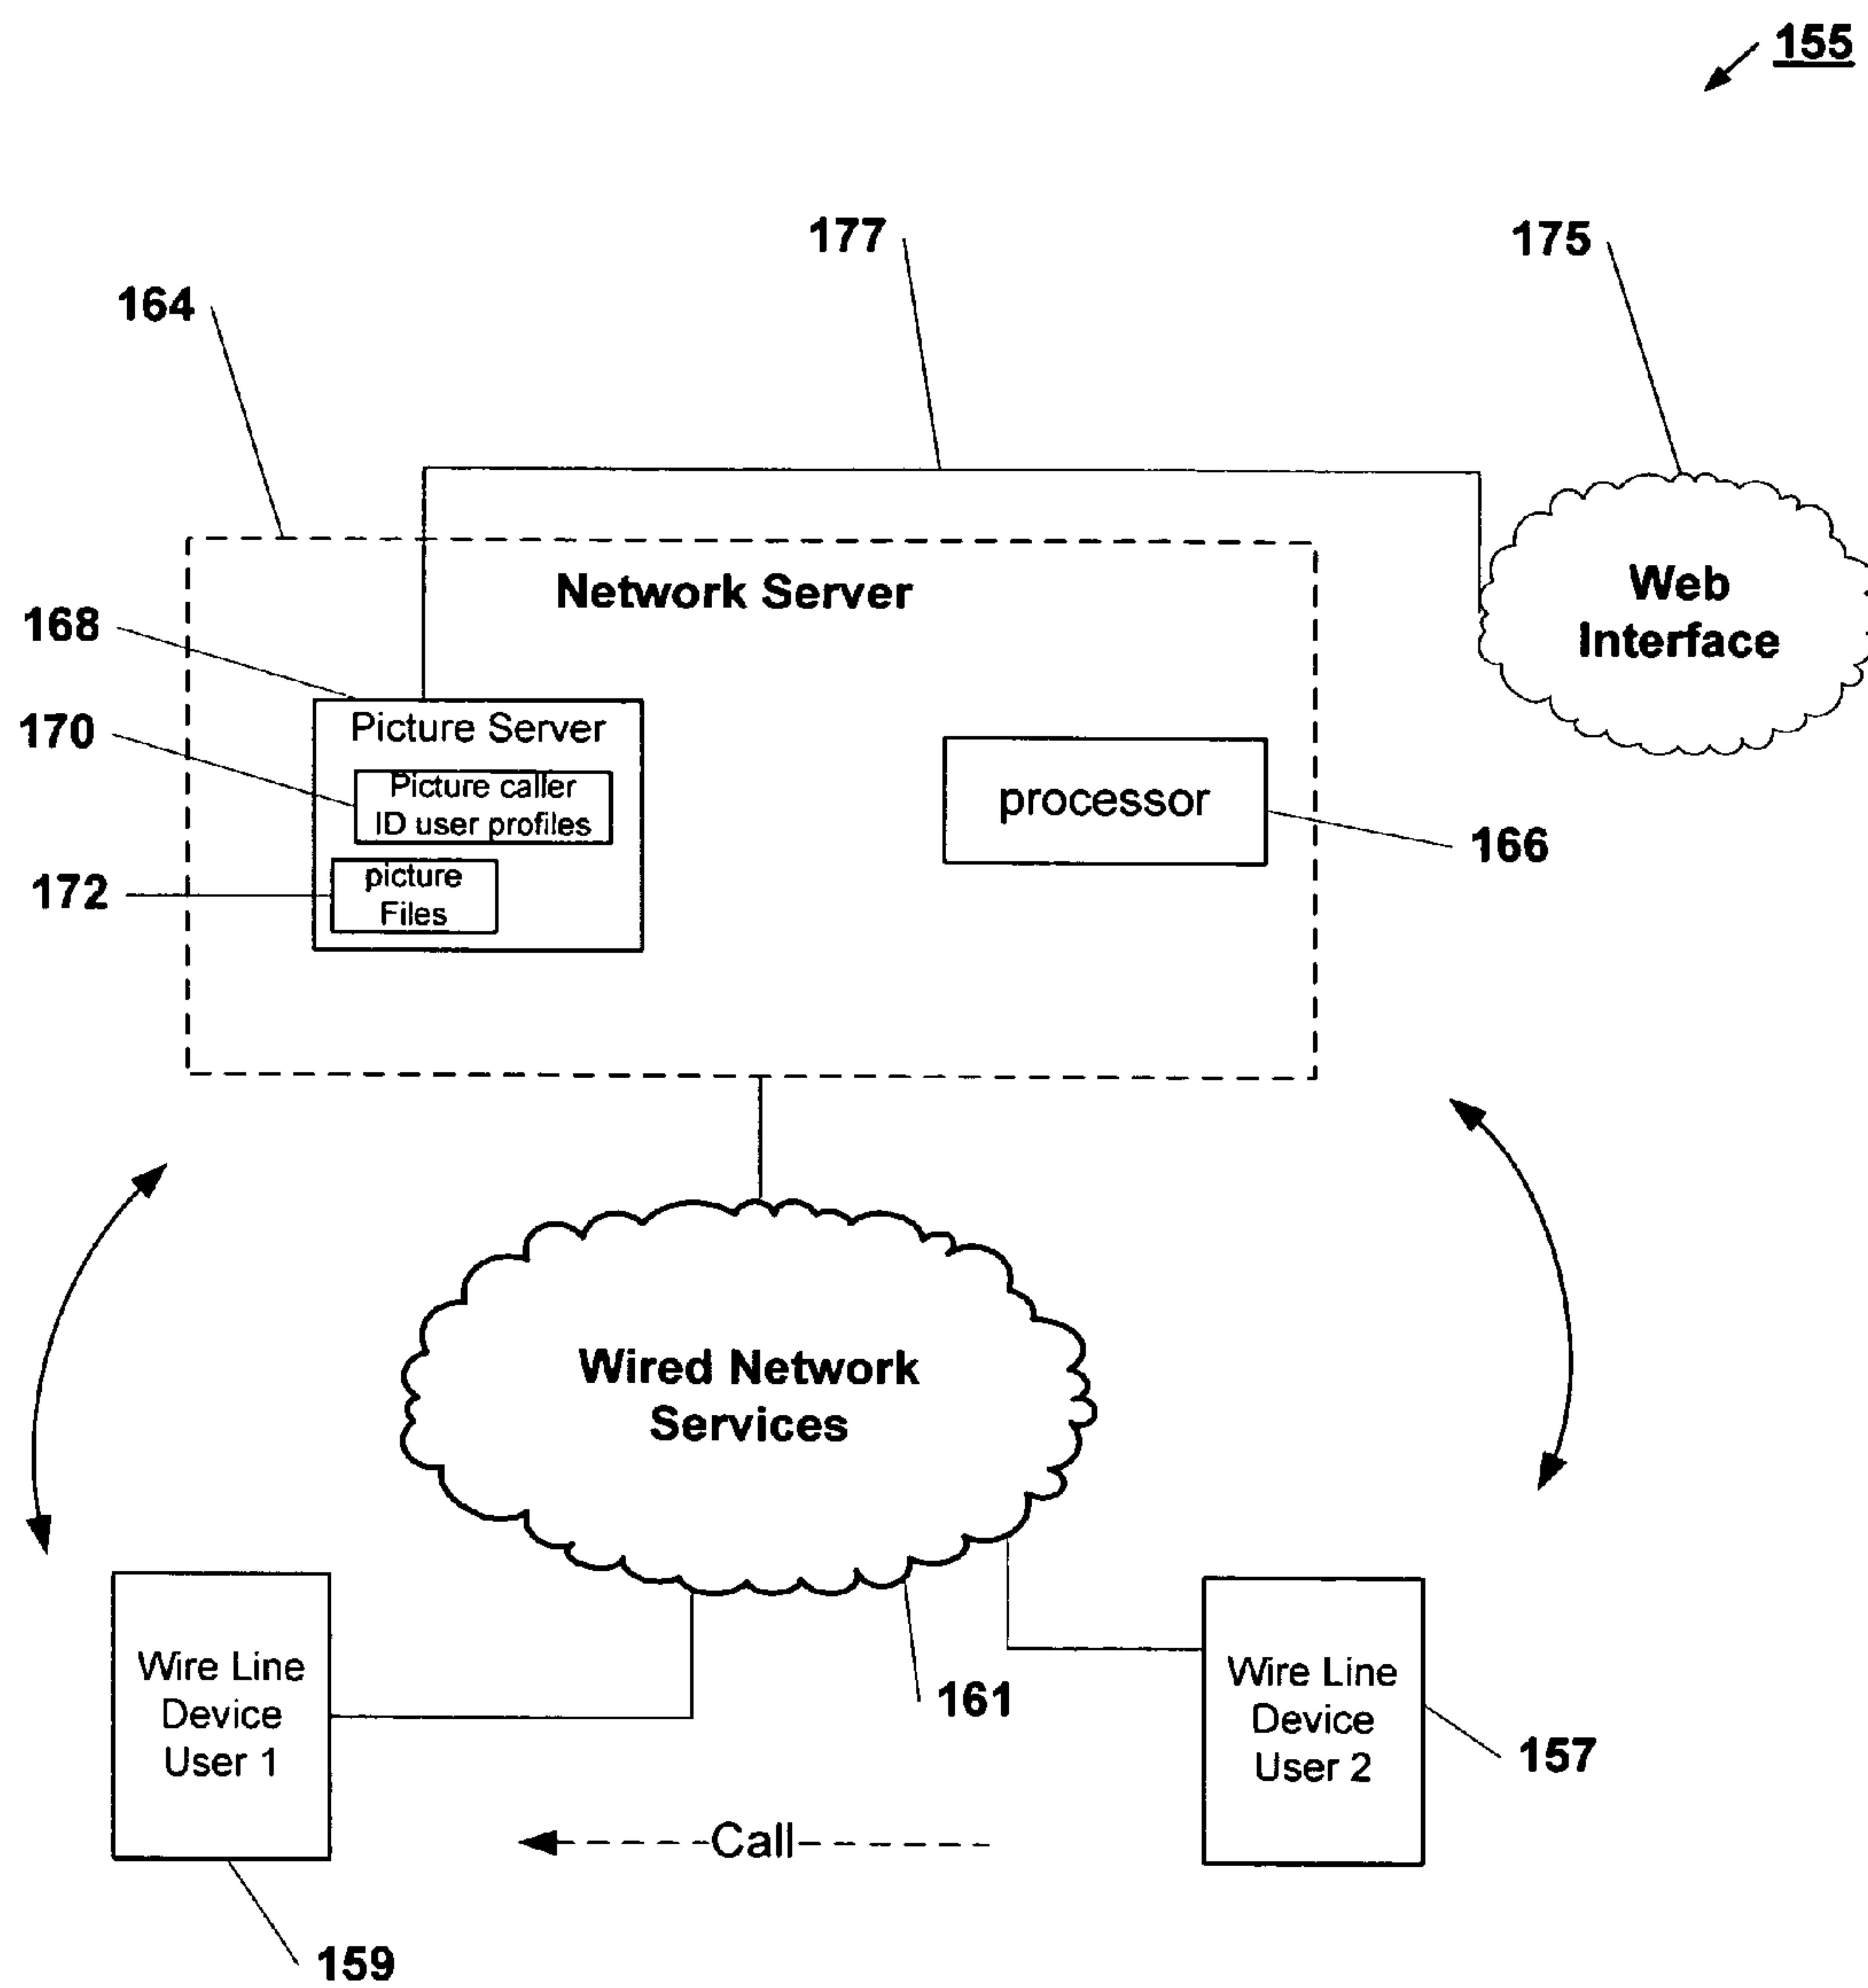 155
177
175
164
Network Server
Web
Interface
168
Picture Server
170
Picture caller
ID user profiles
processor
166
172
picture
Files
Wired Network
Services
161
Wire Line
Device
User 1
Wire Line
Device
User 2
157
Call
159